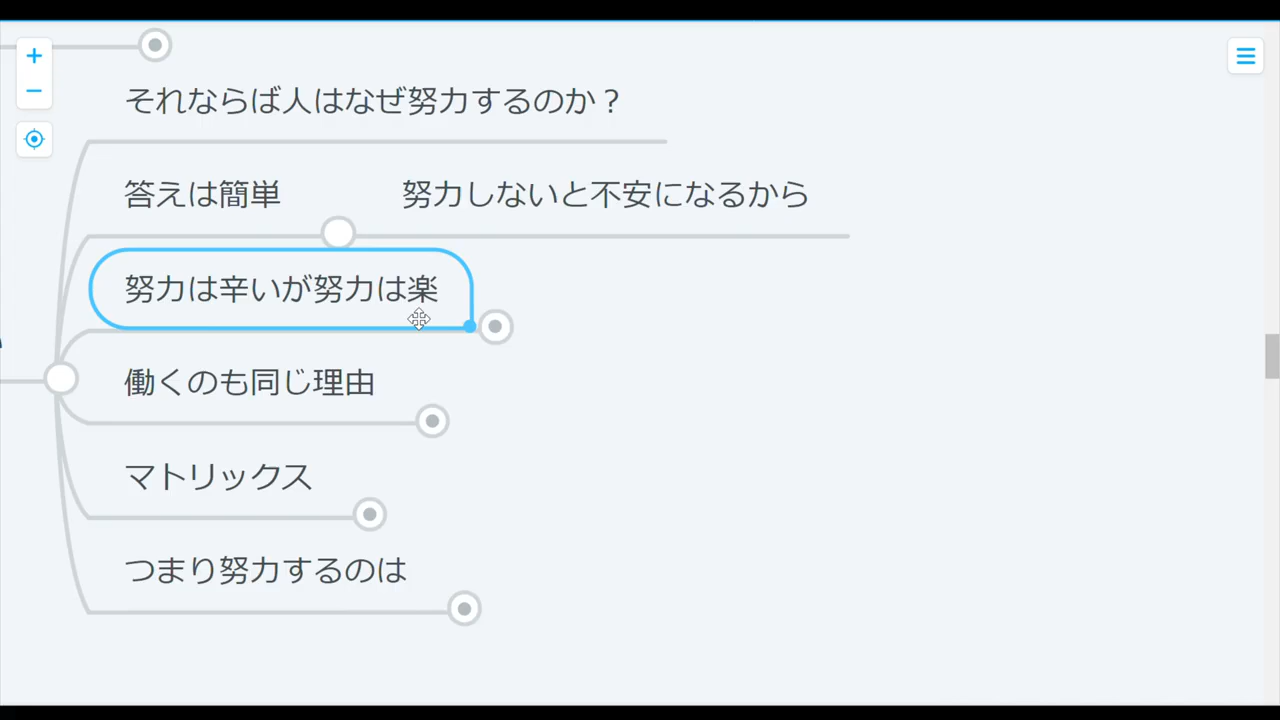 それならば人はなぜ努力するのか？
答えは簡単 努力しないと不安になるから
努力は辛いが努力は楽
働くのも同じ理由
マトリックス
つまり努力するのは